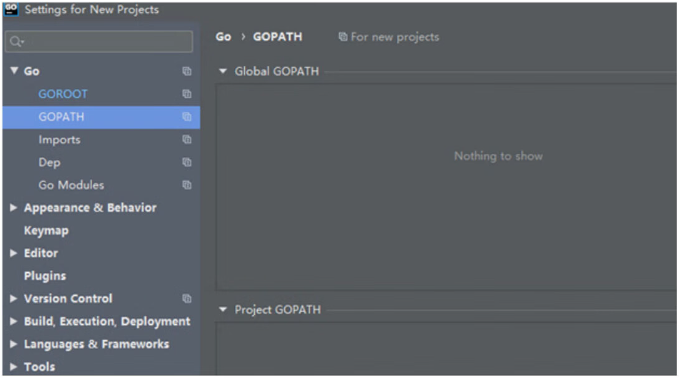 GO
Settings for New Projects
Go
GOROOT
GOPATH
Imports
Dep
Go Modules
Appearance & Behavior
Keymap
Editor
Plugins
Version Control
Build, Execution, Deployment
Languages & Frameworks
Tools
Go › GOPATH
For new projects
Global GOPATH
Nothing to show
Project GOPATH